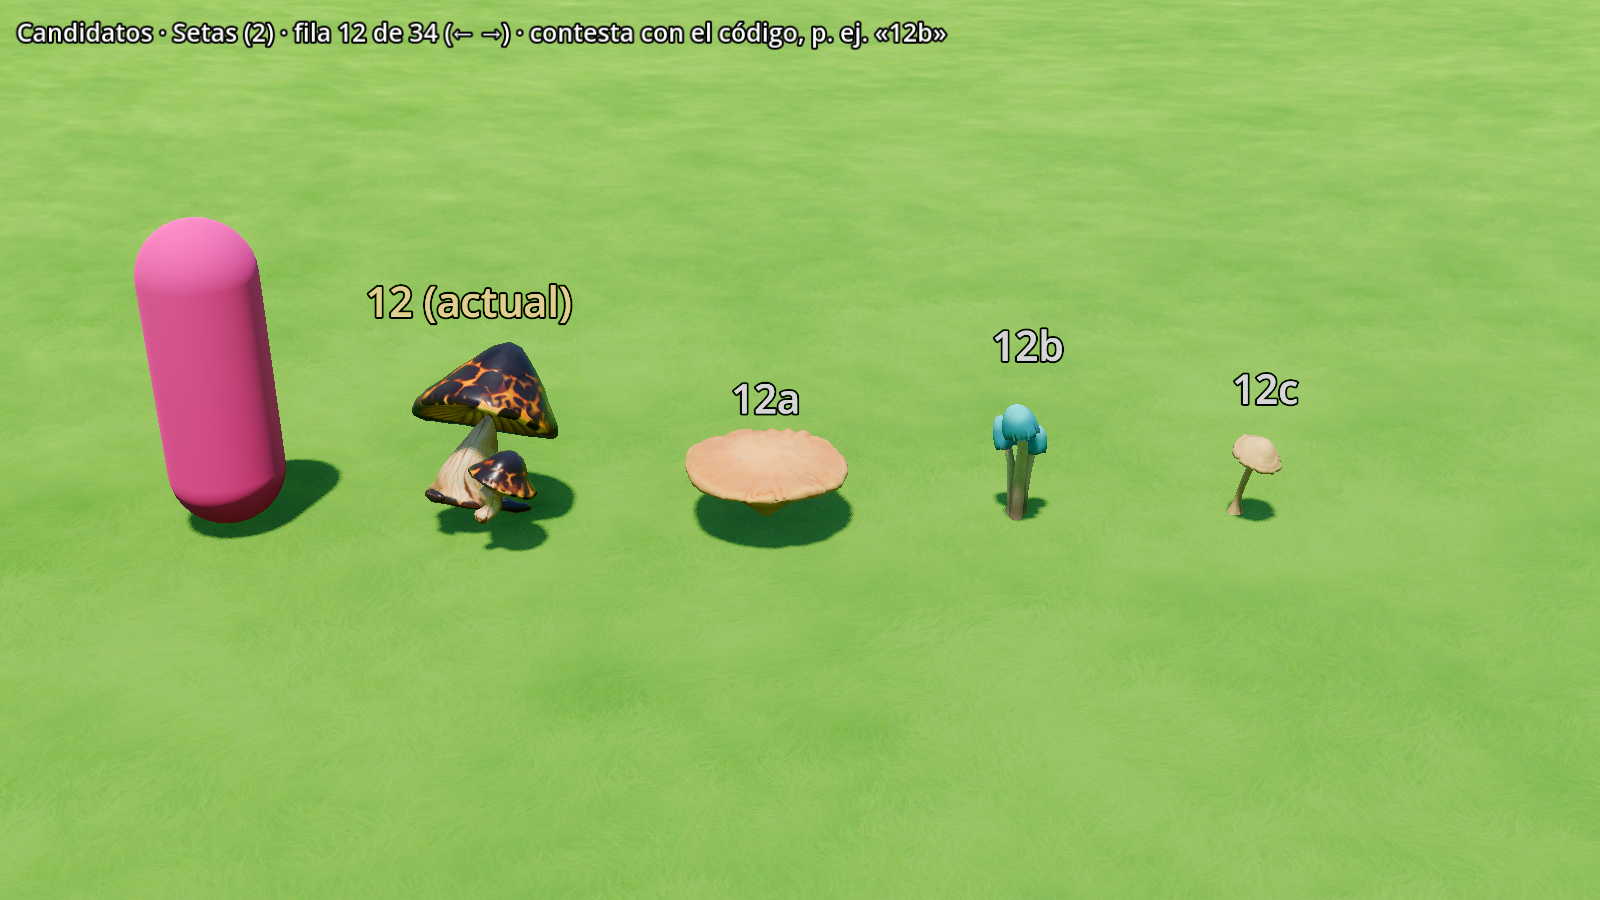 Candidatos · Setas (2) · fila 12 de 34 (← →) · contesta con el código, p. ej. «12b»
12 (actual)
12a
12b
12c